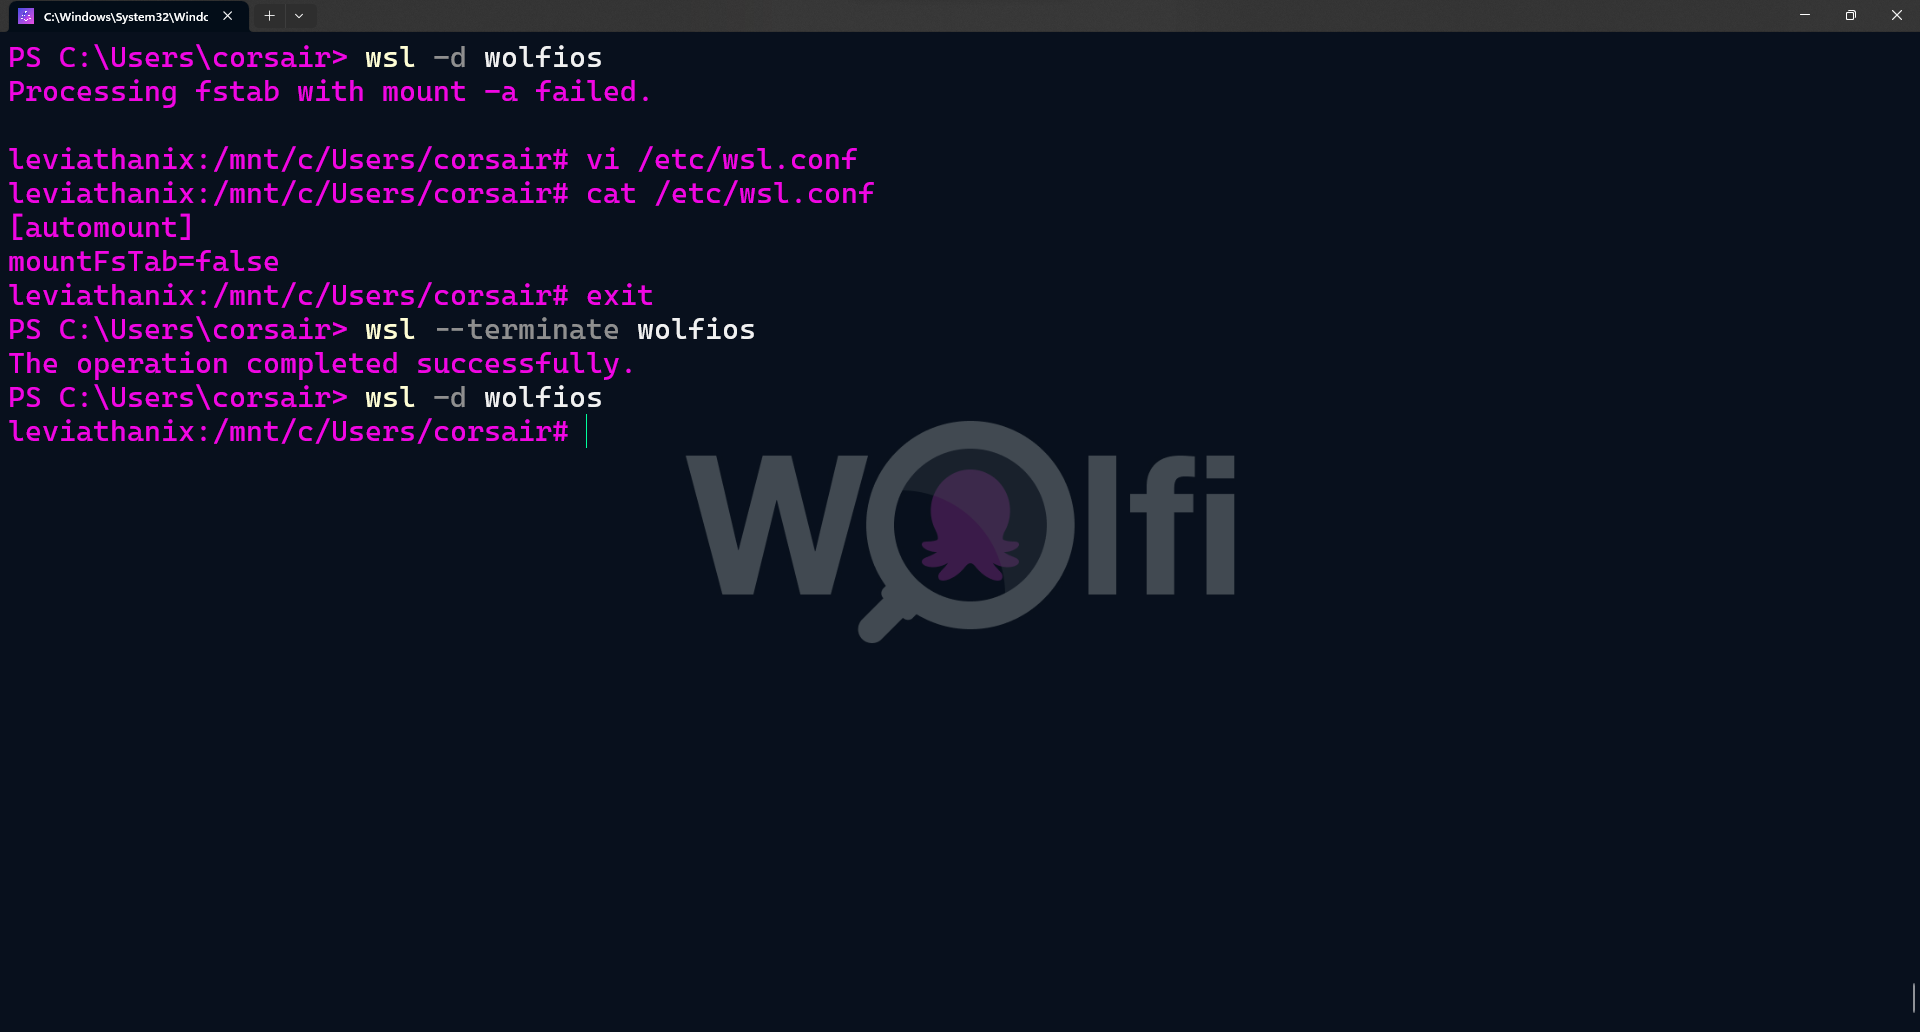 C:\Windows\System32\Windc
PS C:\Users\corsair> wsl -d wolfios
Processing fstab with mount -a failed.
leviathanix:/mnt/c/Users/corsair# vi /etc/wsl.conf
leviathanix:/mnt/c/Users/corsair# cat /etc/wsl.conf
[automount]
mountFsTab=false
leviathanix:/mnt/c/Users/corsair# exit
PS C:\Users\corsair> wsl --terminate wolfios
The operation completed successfully.
PS C:\Users\corsair> wsl -d wolfios
leviathanix:/mnt/c/Users/corsair#
Wolfi